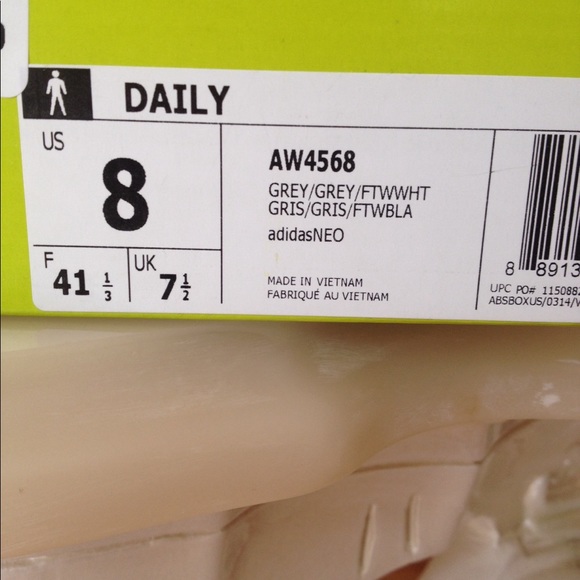 DAILY
US
8
F 41 1/3
UK 7 1/2
AW4568
GREY/GREY/FTWWHT
GRIS/GRIS/FTWBLA
adidasNEO
MADE IN VIETNAM
FABRIQUÉ AU VIETNAM
8 8913
UPC PO# 1150882
ABSBOXUS/0314/V